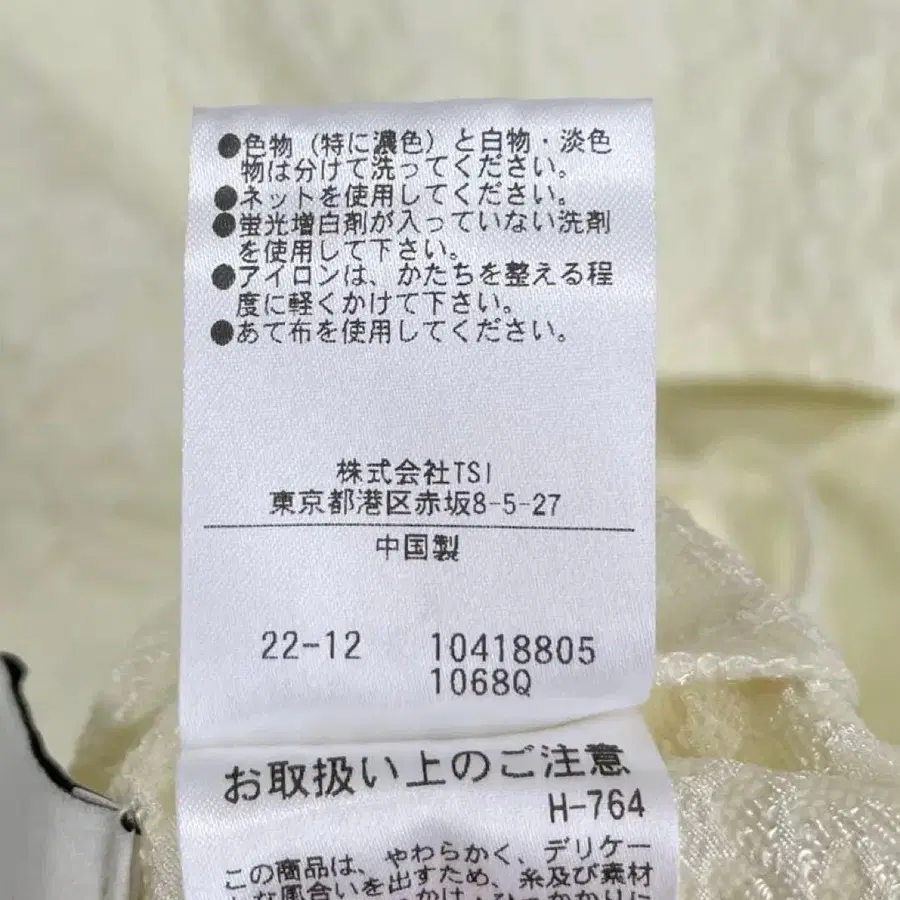 ●色物（特に濃色）と白物・淡色
物は分けて洗ってください。
●ネットを使用してください。
●蛍光増白剤が入っていない洗剤
を使用して下さい。
●アイロンは、かたちを整える程
度に軽くかけて下さい。
●あて布を使用してください。
株式会社TSI
東京都港区赤坂8-5-27
中国製
22-12 10418805
1068Q
お取扱い上のご注意
H-764
この商品は、やわらかく、デリケー
な風合いを出すため、糸及び素材